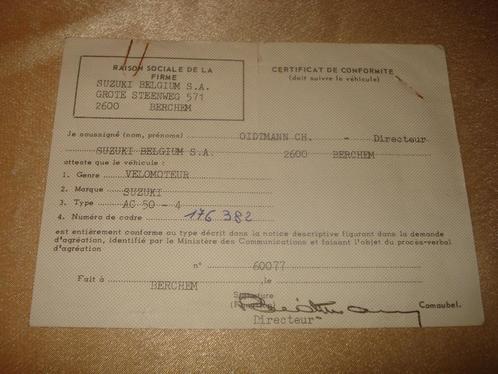 RAISON SOCIALE DE LA
FIRME
SUZUKI BELGIUM S.A.
GROTE STEENWEG 571
2600 BERCHEM
CERTIFICAT DE CONFORMITE
(doit suivre le véhicule)
Je soussigné (nom, prénoms) OIDTMANN CH. - Directeur
SUZUKI BELGIUM S.A. 2600 BERCHEM
atteste que le véhicule :
1. Genre VELOMOTEUR
2. Marque SUZUKI
3. Type AC 50 - 4
4. Numéro de cadre 176 382
est entièrement conforme au type décrit dans la notice descriptive figurant dans la demande
d'agréation, identifié par le Ministère des Communications et faisant l'objet du procès-verbal
d'agréation
n° 60077
Fait à BERCHEM ,le
Signature
Directeur
Comaubel.